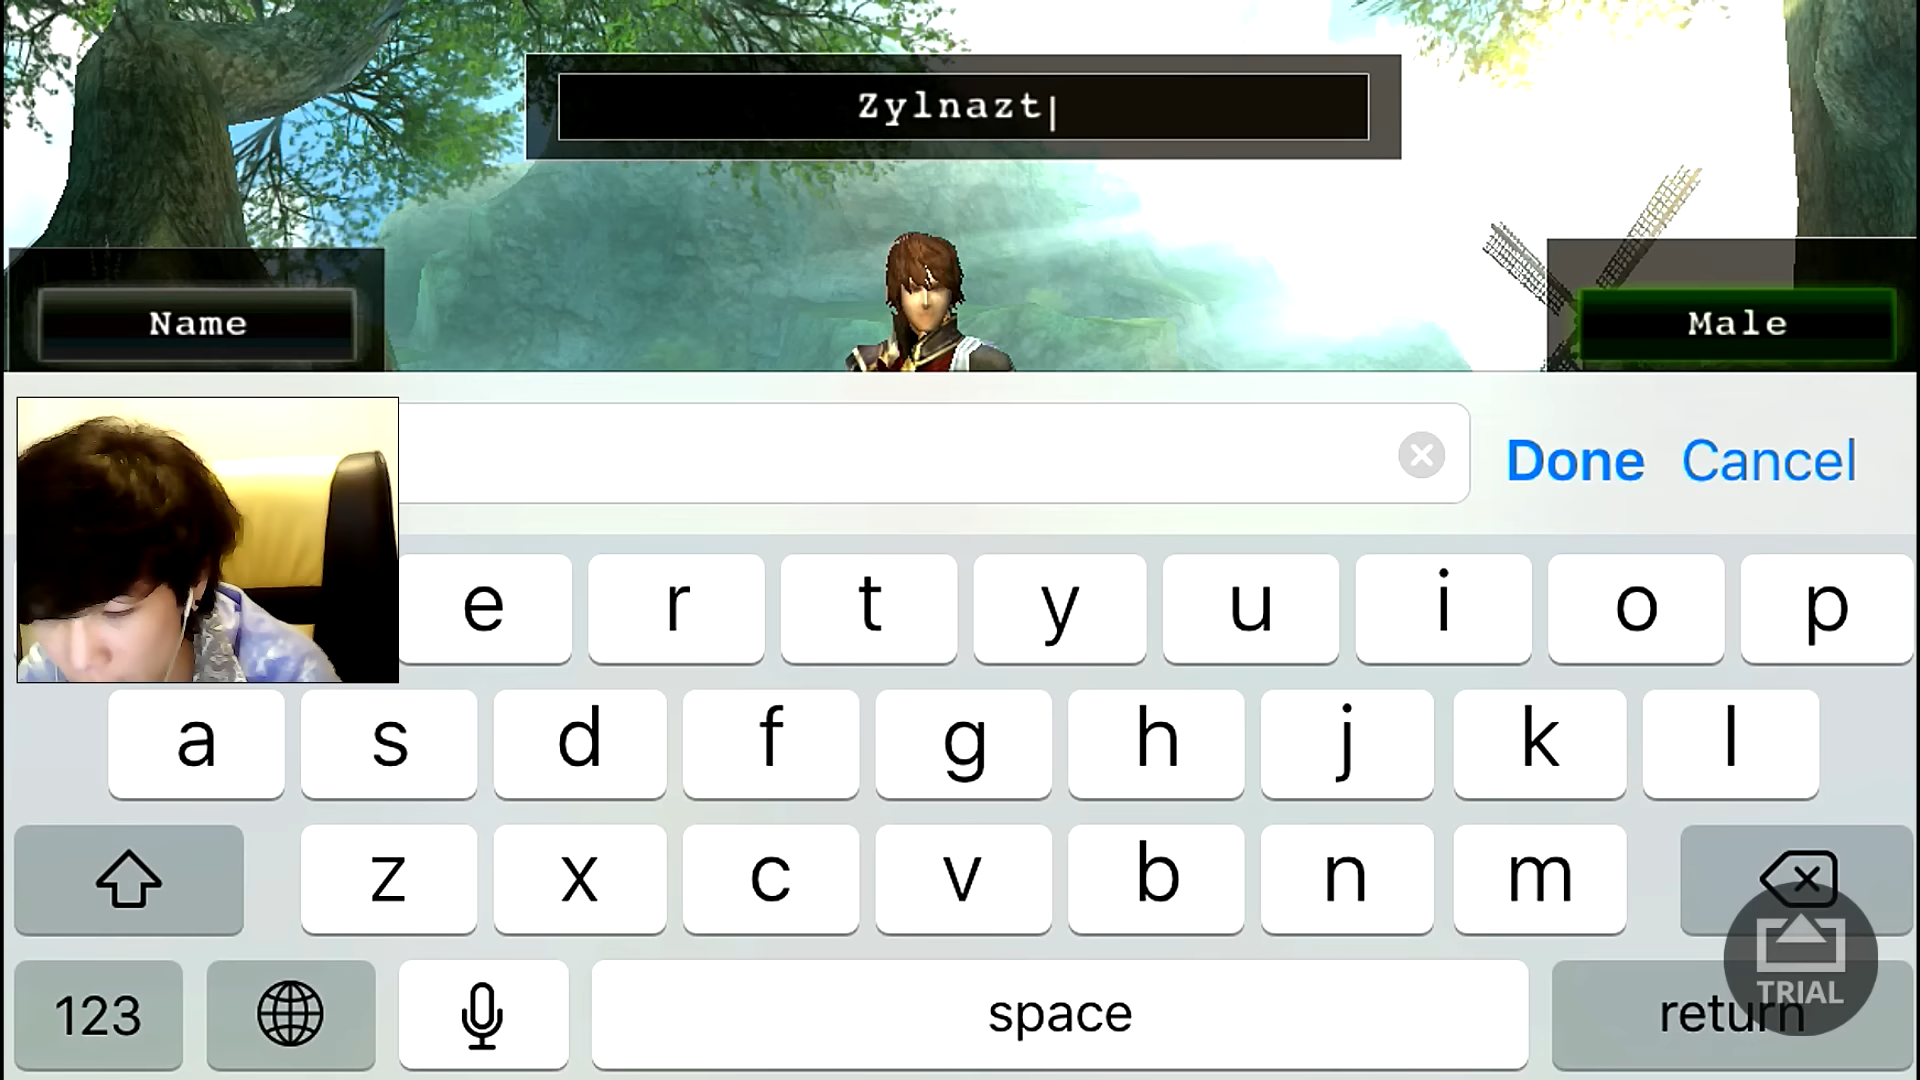 Zylnazt
Name
Male
Done Cancel
e r t y u i o p
a s d f g h j k l
z x c v b n m
TRIAL
123 space return